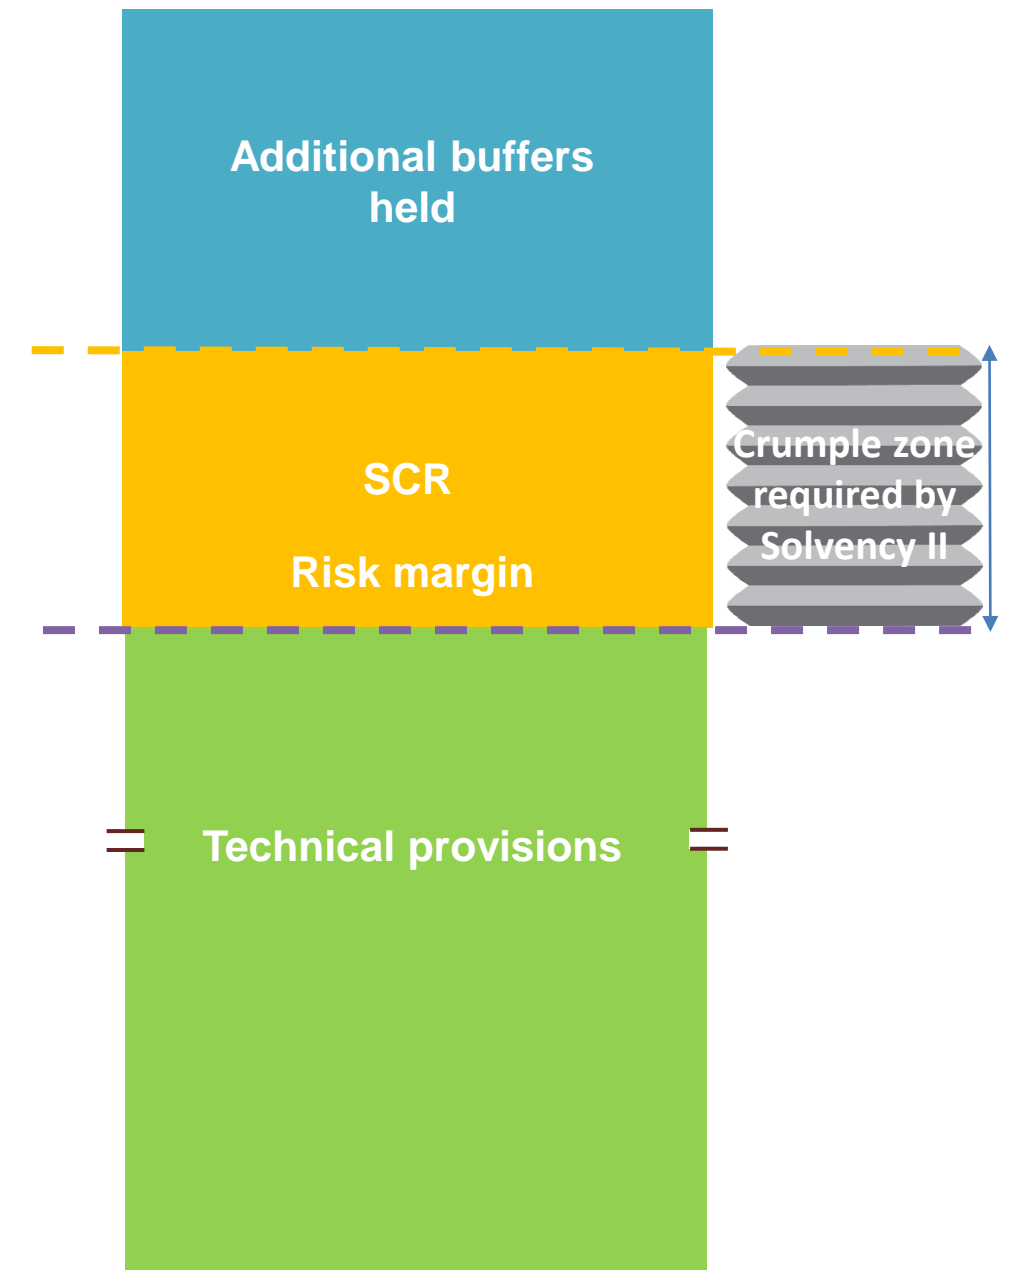 Additional buffers
held
SCR
Crumple zone
required by
Solvency II
Risk margin
Technical provisions